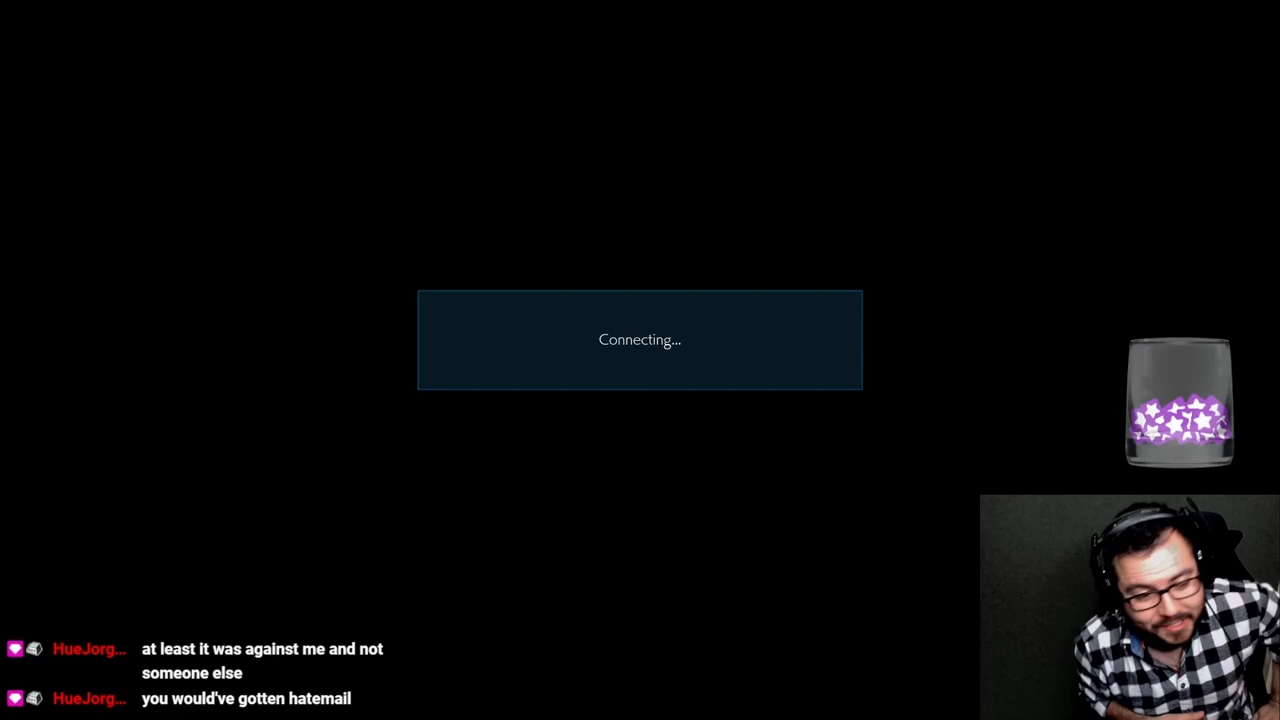 Connecting...
HueJorg... at least it was against me and not
someone else
HueJorg... you would've gotten hatemail